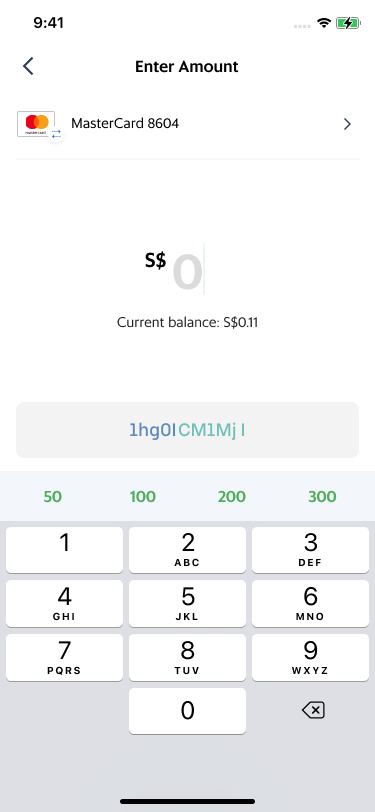 9:41
Enter Amount
mastercard
MasterCard 8604
S$ 0
Current balance: S$0.11
1hg0lCM1Mj l
50 100 200 300
1 2 3
ABC DEF
4 5 6
GHI JKL MNO
7 8 9
PQRS TUV WXYZ
0